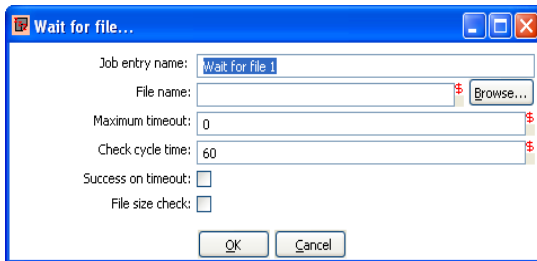 Wait for file...
Job entry name: Wait for file 1
File name: $ Browse...
Maximum timeout: 0 $
Check cycle time: 60 $
Success on timeout:
File size check:
OK Cancel